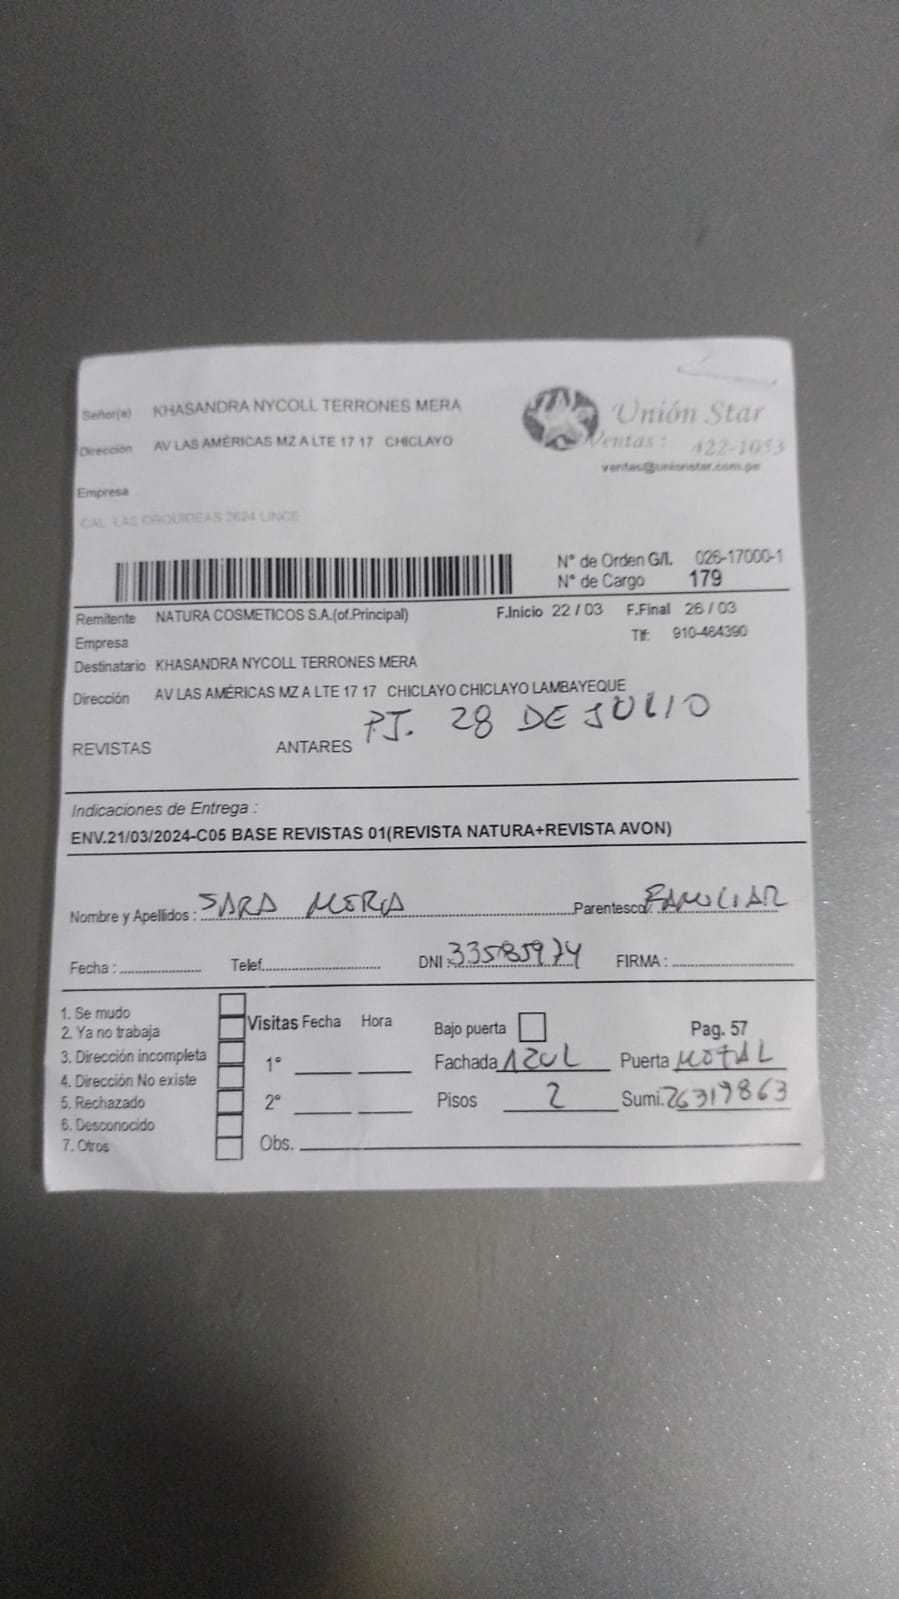 Señor(a) KHASANDRA NYCOLL TERRONES MERA
Dirección AV LAS AMÉRICAS MZ A LTE 17 17 CHICLAYO
Unión Star
Ventas: 422-1053
ventas@unionstar.com.pe
Empresa
CAL. LAS ORQUIDEAS 2624 LINCE
N° de Orden G/I. 026-17000-1
N° de Cargo 179
Remitente NATURA COSMETICOS S.A.(of.Principal) F.Inicio 22 / 03 F.Final 26 / 03
Empresa Tlf: 910-464390
Destinatario KHASANDRA NYCOLL TERRONES MERA
Dirección AV LAS AMÉRICAS MZ A LTE 17 17 CHICLAYO CHICLAYO LAMBAYEQUE
REVISTAS ANTARES P.J. 28 DE JULIO
Indicaciones de Entrega :
ENV.21/03/2024-C05 BASE REVISTAS 01(REVISTA NATURA+REVISTA AVON)
Nombre y Apellidos : SARA MERA Parentesco: FAMILIAR
Fecha : Telef. DNI : 33585974 FIRMA :
1. Se mudo
2. Ya no trabaja
3. Dirección incompleta
4. Dirección No existe
5. Rechazado
6. Desconocido
7. Otros
Visitas Fecha Hora
1°
2°
Obs.
Bajo puerta Pag. 57
Fachada AZUL Puerta METAL
Pisos 2 Sumi. 26319863